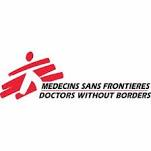 MEDECINS SANS FRONTIERES
DOCTORS WITHOUT BORDERS